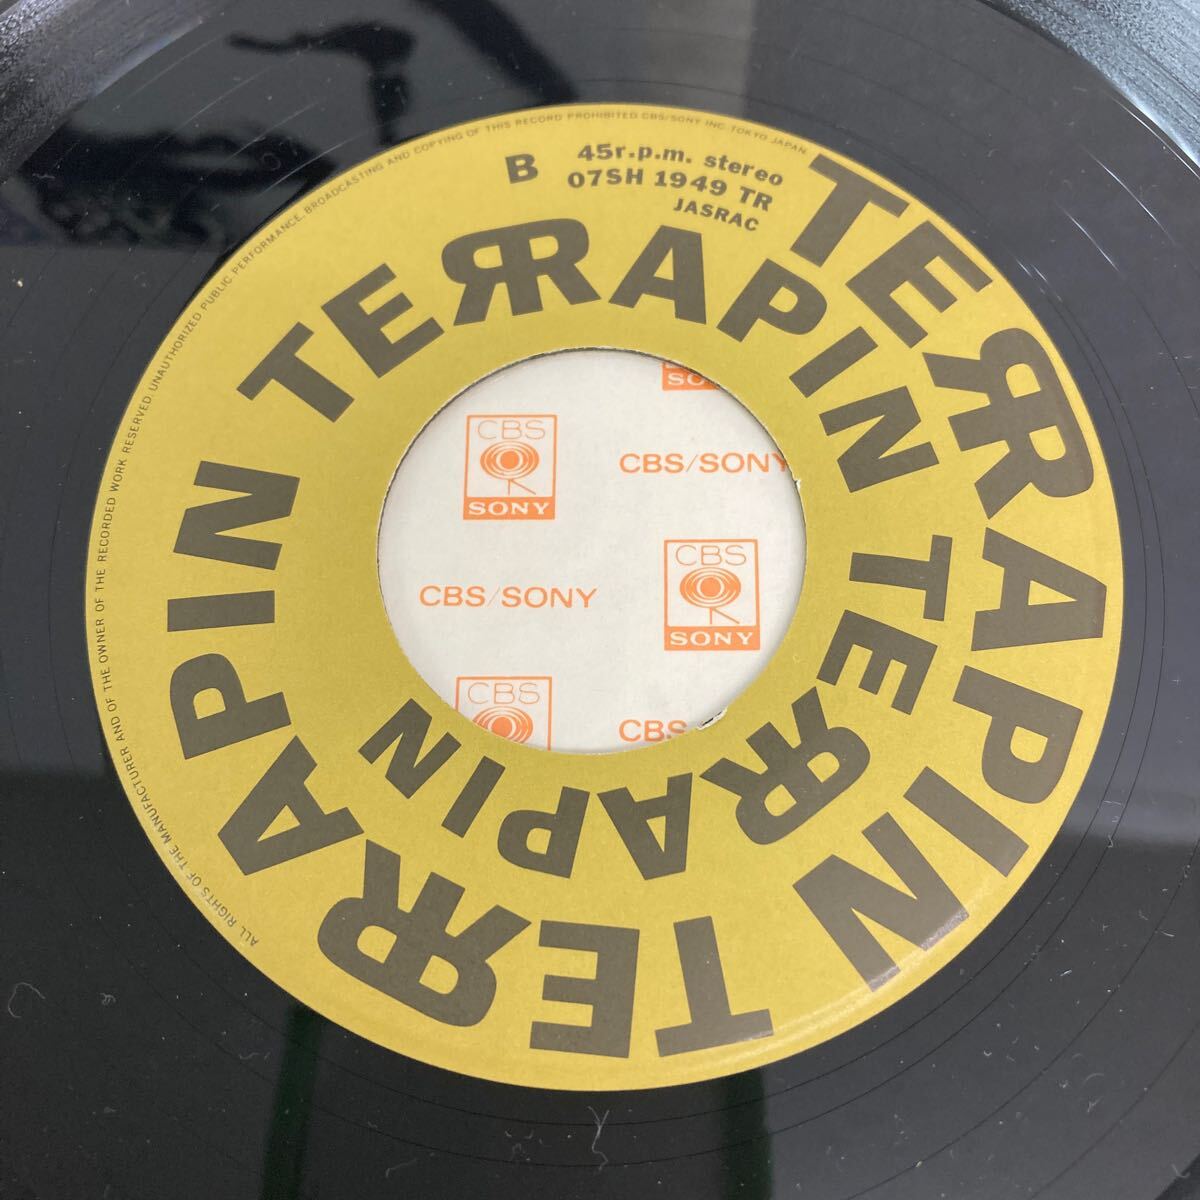 ALL RIGHTS OF THE MANUFACTURER AND OF THE OWNER OF THE RECORDED WORK RESERVED. UNAUTHORIZED PUBLIC PERFORMANCE, BROADCASTING AND COPYING OF THIS RECORD PROHIBITED. CBS/SONY INC. TOKYO JAPAN.
B
45r.p.m. stereo
07SH 1949 TR
JASRAC
TERRAPIN TERRAPIN TERRAPIN
TERRAPIN TERRAPIN
SONY
CBS
SONY
CBS/SONY
CBS/SONY
CBS
SONY
CBS
CBS/